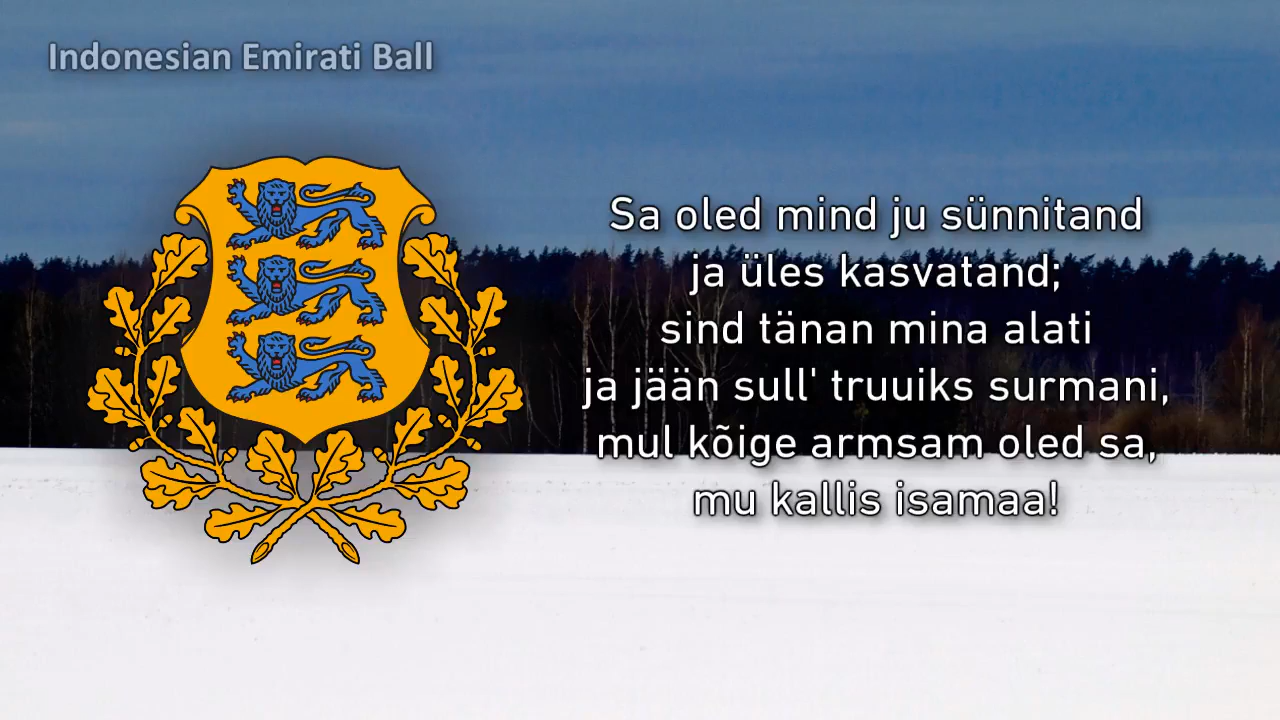 Indonesian Emirati Ball
Sa oled mind ju sünnitand
ja üles kasvatand;
sind tänan mina alati
ja jään sull' truuiks surmani,
mul kõige armsam oled sa,
mu kallis isamaa!